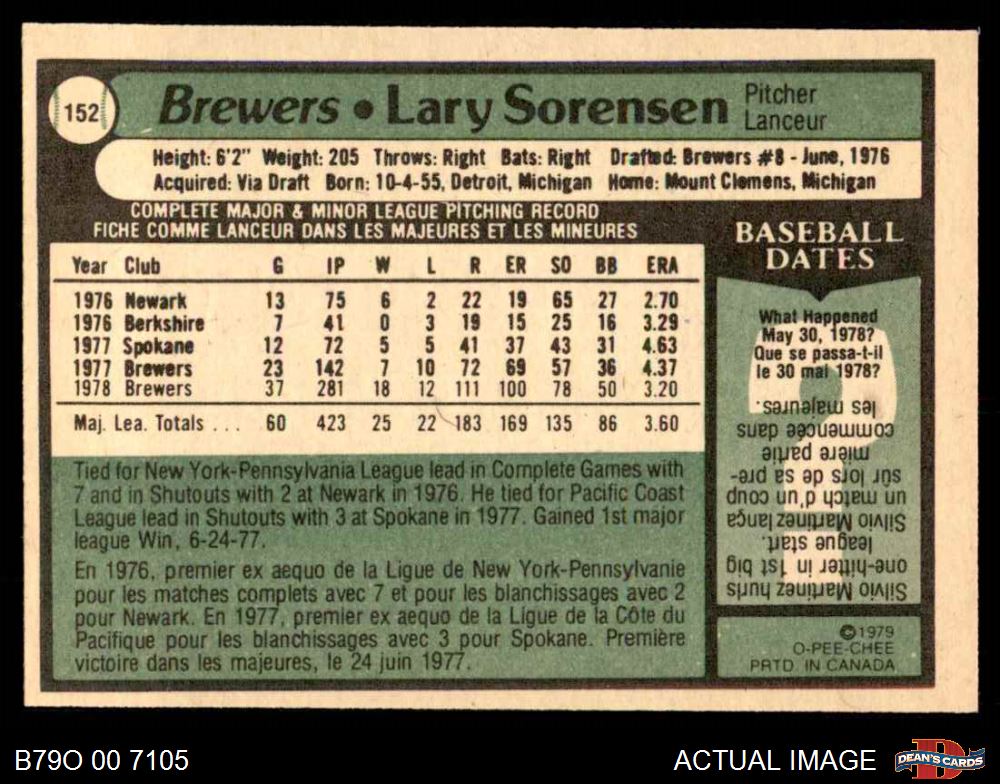 152
Brewers • Lary Sorensen
Pitcher
Lanceur
Height: 6'2" Weight: 205 Throws: Right Bats: Right Drafted: Brewers #8 - June, 1976
Acquired: Via Draft Born: 10-4-55, Detroit, Michigan Home: Mount Clemens, Michigan
COMPLETE MAJOR & MINOR LEAGUE PITCHING RECORD
FICHE COMME LANCEUR DANS LES MAJEURES ET LES MINEURES
Year Club G IP W L R ER SO BB ERA
1976 Newark 13 75 6 2 22 19 65 27 2.70
1976 Berkshire 7 41 0 3 19 15 25 16 3.29
1977 Spokane 12 72 5 5 41 37 43 31 4.63
1977 Brewers 23 142 7 10 72 69 57 36 4.37
1978 Brewers 37 281 18 12 111 100 78 50 3.20
Maj. Lea. Totals ... 60 423 25 22 183 169 135 86 3.60
Tied for New York-Pennsylvania League lead in Complete Games with
7 and in Shutouts with 2 at Newark in 1976. He tied for Pacific Coast
League lead in Shutouts with 3 at Spokane in 1977. Gained 1st major
league Win, 6-24-77.
En 1976, premier ex aequo de la Ligue de New York-Pennsylvanie
pour les matches complets avec 7 et pour les blanchissages avec 2
pour Newark. En 1977, premier ex aequo de la Ligue de la Côte du
Pacifique pour les blanchissages avec 3 pour Spokane. Première
victoire dans les majeures, le 24 juin 1977.
BASEBALL
DATES
What Happened
May 30, 1978?
Que se passa-t-il
le 30 mai 1978?
Silvio Martinez hurls
one-hitter in 1st big
league start.
Silvio Martinez lança
un match d'un coup
sûr lors de sa pre-
mière partie
commencée dans
les majeures.
©1979
O-PEE-CHEE
PRTD. IN CANADA
B79O 00 7105
ACTUAL IMAGE
DEAN'S CARDS